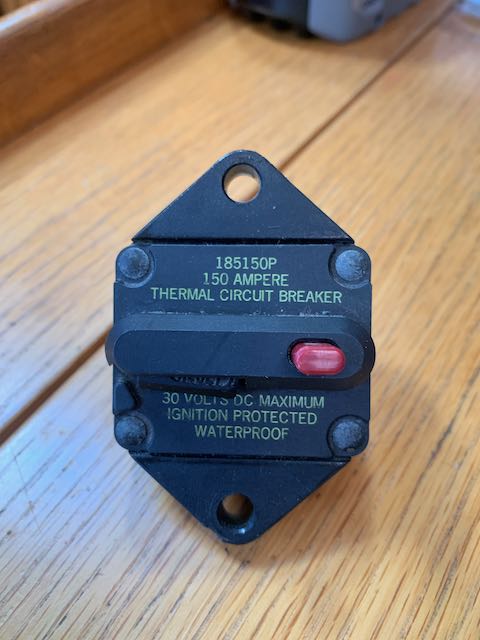 185150P
150 AMPERE
THERMAL CIRCUIT BREAKER
30 VOLTS DC MAXIMUM
IGNITION PROTECTED
WATERPROOF